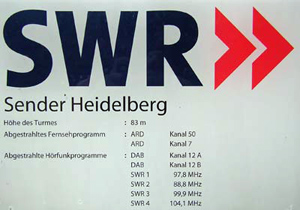 SWR
Sender Heidelberg
Höhe des Turmes : 83 m
Abgestrahltes Fernsehprogramm : ARD Kanal 50
ARD Kanal 7
Abgestrahlte Hörfunkprogramme : DAB Kanal 12 A
DAB Kanal 12 B
SWR 1 97,8 MHz
SWR 2 88,8 MHz
SWR 3 99,9 MHz
SWR 4 104,1 MHz